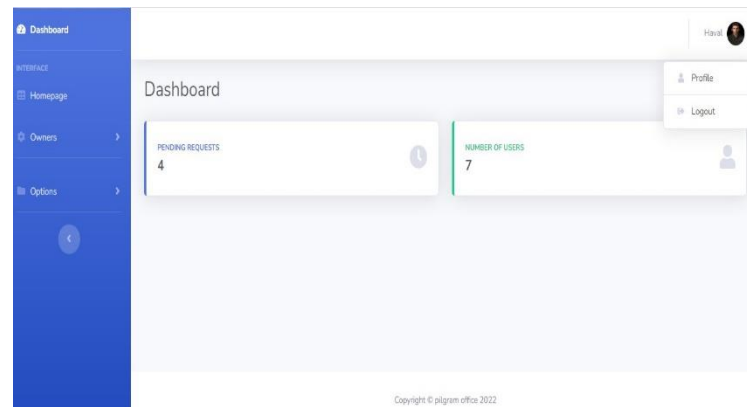 Dashboard
INTERFACE
Homepage
Owners
Options
Haval
Profile
Logout
Dashboard
PENDING REQUESTS
4
NUMBER OF USERS
7
Copyright © pilgram office 2022